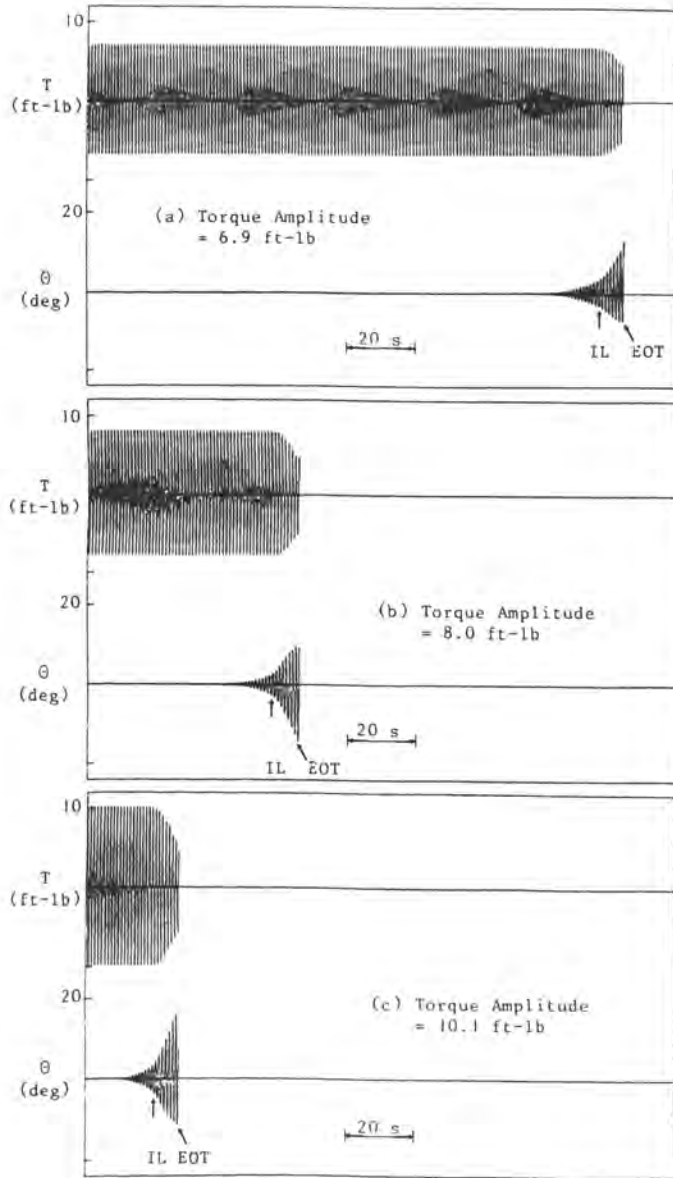 10
T
(ft-lb)
20
(a) Torque Amplitude
= 6.9 ft-lb
Θ
(deg)
20 s
IL EOT
10
T
(ft-lb)
20
(b) Torque Amplitude
= 8.0 ft-lb
Θ
(deg)
20 s
IL EOT
10
T
(ft-lb)
20
(c) Torque Amplitude
= 10.1 ft-lb
Θ
(deg)
20 s
IL EOT